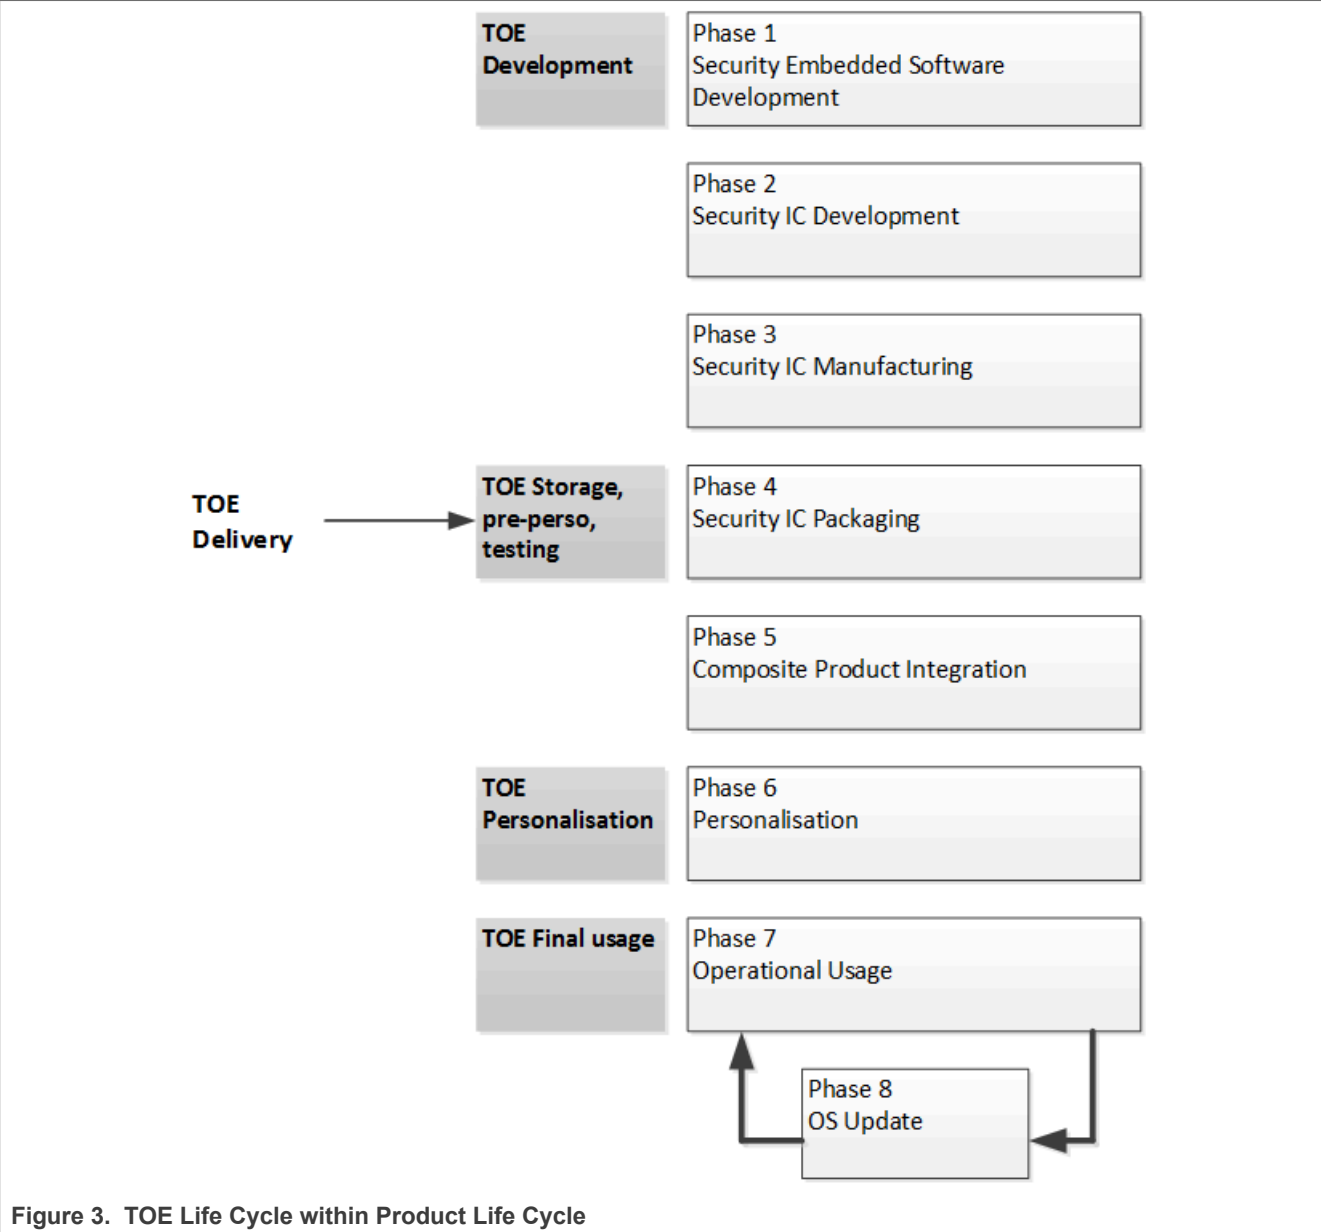 TOE
Development
Phase 1
Security Embedded Software
Development
Phase 2
Security IC Development
Phase 3
Security IC Manufacturing
TOE
Delivery
TOE Storage,
pre-perso,
testing
Phase 4
Security IC Packaging
Phase 5
Composite Product Integration
TOE
Personalisation
Phase 6
Personalisation
TOE Final usage
Phase 7
Operational Usage
Phase 8
OS Update
Figure 3. TOE Life Cycle within Product Life Cycle